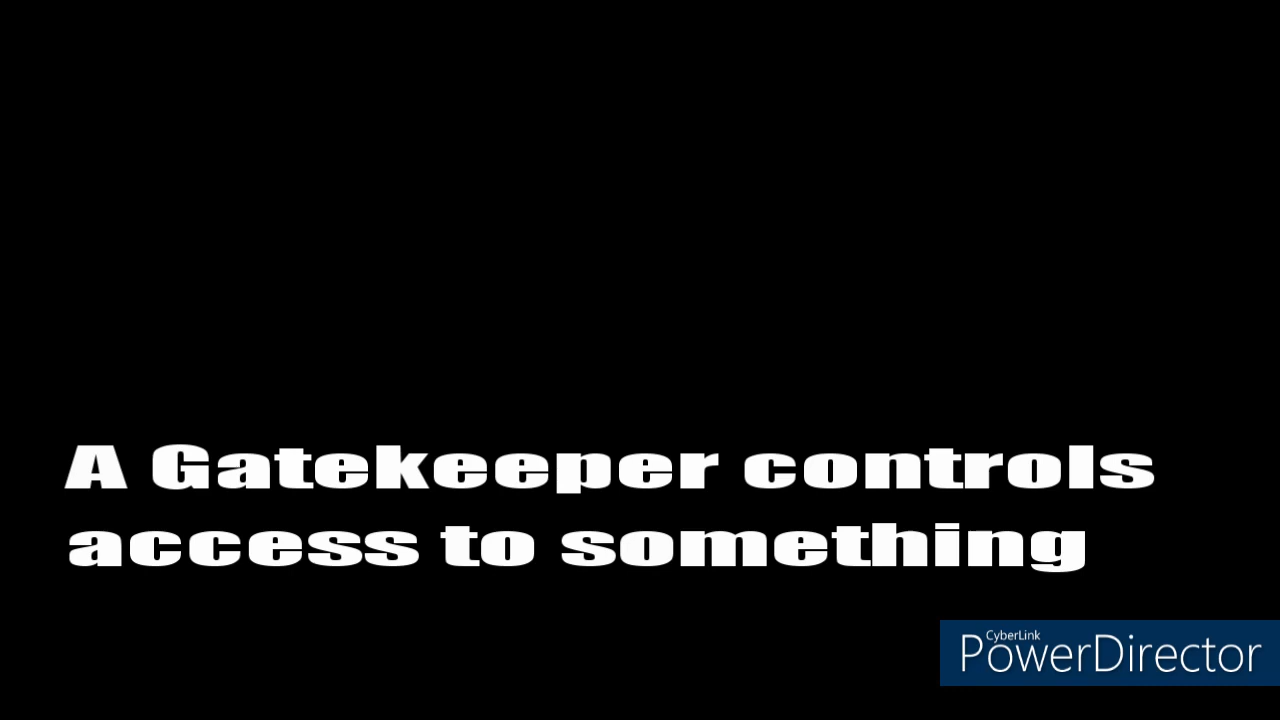 A Gatekeeper controls
access to something
CyberLink
PowerDirector